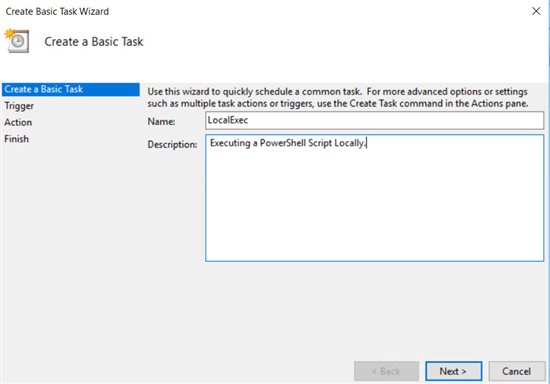 Create Basic Task Wizard
Create a Basic Task
Create a Basic Task
Trigger
Action
Finish
Use this wizard to quickly schedule a common task. For more advanced options or settings
such as multiple task actions or triggers, use the Create Task command in the Actions pane.
Name: LocalExec
Description: Executing a PowerShell Script Locally.
< Back Next > Cancel